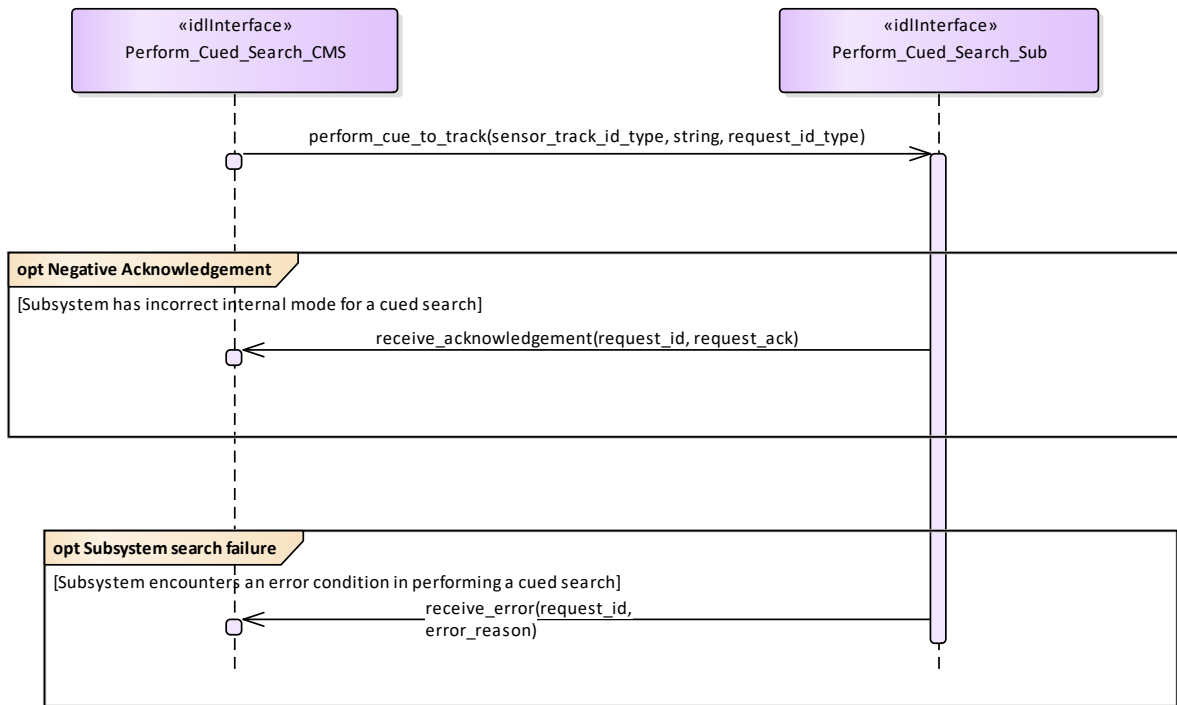 «idlInterface»
Perform_Cued_Search_CMS
«idlInterface»
Perform_Cued_Search_Sub
perform_cue_to_track(sensor_track_id_type, string, request_id_type)
opt Negative Acknowledgement
[Subsystem has incorrect internal mode for a cued search]
receive_acknowledgement(request_id, request_ack)
opt Subsystem search failure
[Subsystem encounters an error condition in performing a cued search]
receive_error(request_id,
error_reason)